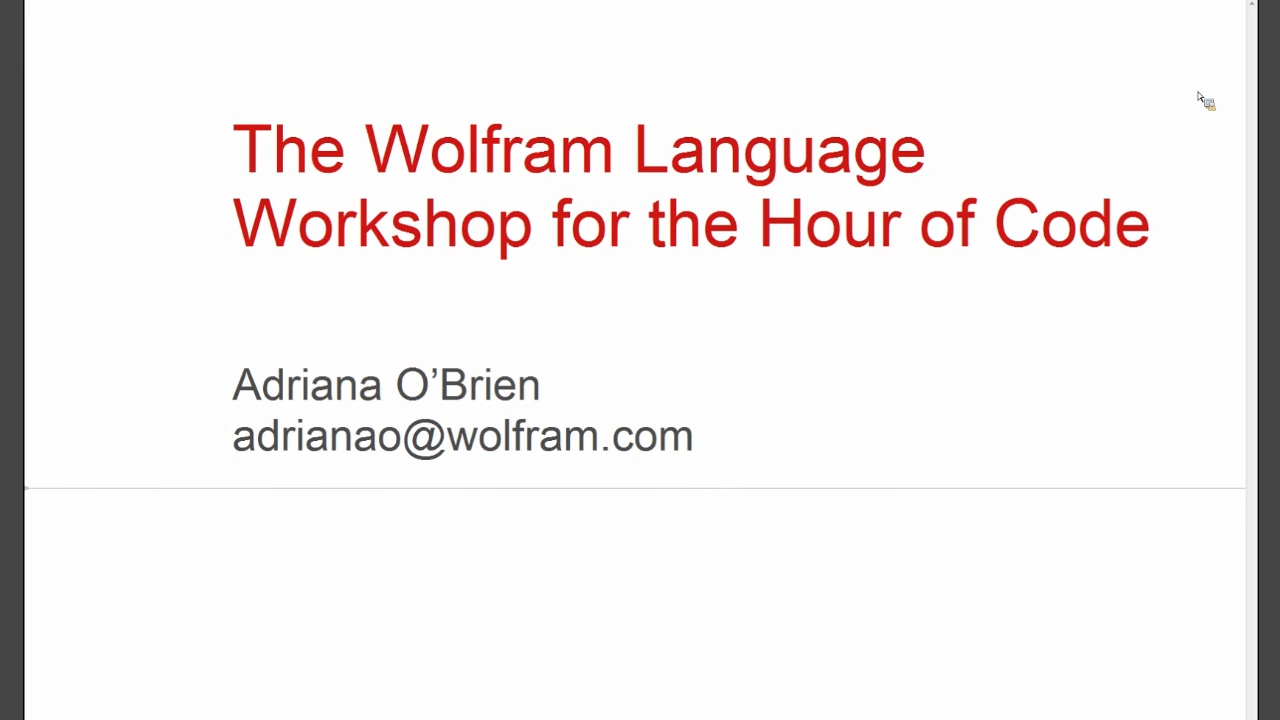 The Wolfram Language
Workshop for the Hour of Code
Adriana O’Brien
adrianao@wolfram.com